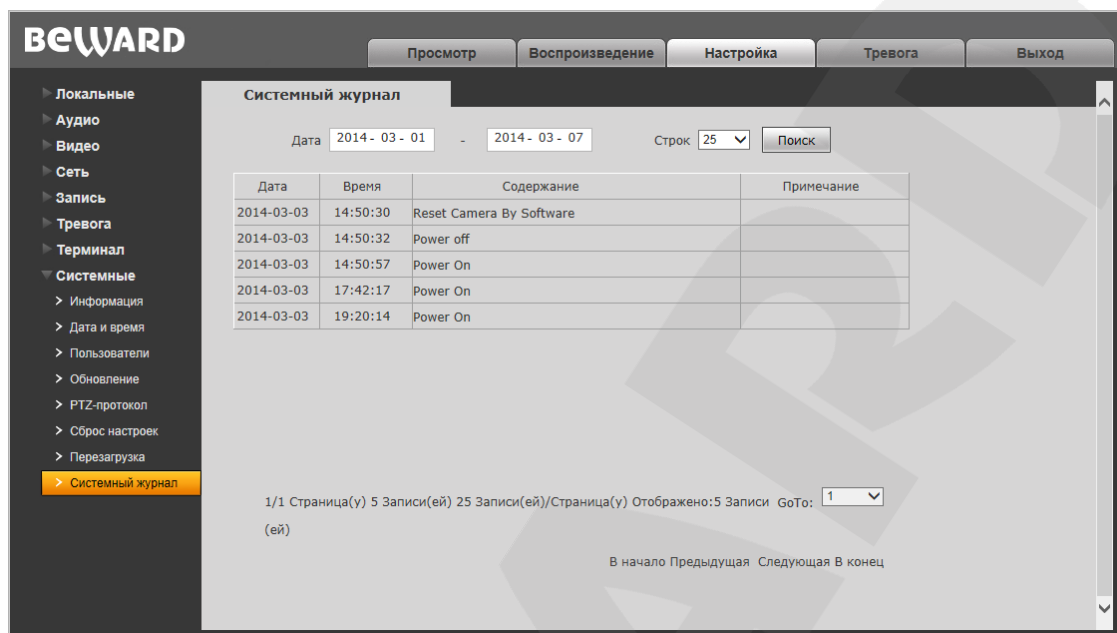 BEWARD
Просмотр Воспроизведение Настройка Тревога Выход
Локальные
Аудио
Видео
Сеть
Запись
Тревога
Терминал
Системные
Информация
Дата и время
Пользователи
Обновление
PTZ-протокол
Сброс настроек
Перезагрузка
Системный журнал
Системный журнал
Дата 2014 - 03 - 01 - 2014 - 03 - 07 Строк 25 Поиск
Дата Время Содержание Примечание
2014-03-03 14:50:30 Reset Camera By Software
2014-03-03 14:50:32 Power off
2014-03-03 14:50:57 Power On
2014-03-03 17:42:17 Power On
2014-03-03 19:20:14 Power On
1/1 Страница(у) 5 Записи(ей) 25 Записи(ей)/Страница(у) Отображено:5 Записи GoTo: 1
(ей)
В начало Предыдущая Следующая В конец